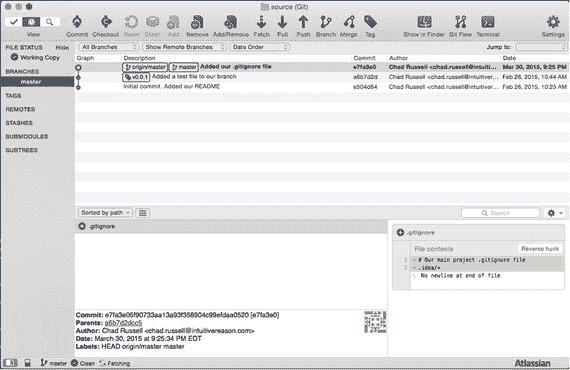 source (Git)
View Commit Checkout Reset Stash Add Remove Add/Remove Fetch Pull Push Branch Merge Tag Show in Finder Git Flow Terminal Settings
FILE STATUS Hide
Working Copy
BRANCHES
master
TAGS
REMOTES
STASHES
SUBMODULES
SUBTREES
All Branches Show Remote Branches Date Order Jump to:
Graph Description Commit Author Date
origin/master master Added our .gitignore file e7fa3e0 Chad Russell <chad.russell@intuiti... Mar 30, 2015, 9:25 PM
v0.0.1 Added a test file to our branch a6b7d2d Chad Russell <chad.russell@intuitive... Feb 26, 2015, 10:44 AM
Initial commit. Added our README e504d64 Chad Russell <chad.russell@intuitive... Feb 26, 2015, 10:23 AM
Sorted by path Search
.gitignore
.gitignore
File contents Reverse hunk
1 + # Our main project .gitignore file
2 + .idea/*
\ No newline at end of file
Commit: e7fa3e05f90733aa13a93f358904c99efdaa0520 [e7fa3e0]
Parents: a6b7d2dcc5
Author: Chad Russell <chad.russell@intuitivereason.com>
Date: March 30, 2015 at 9:25:34 PM EDT
Labels: HEAD origin/master master
master Clean Fetching Atlassian